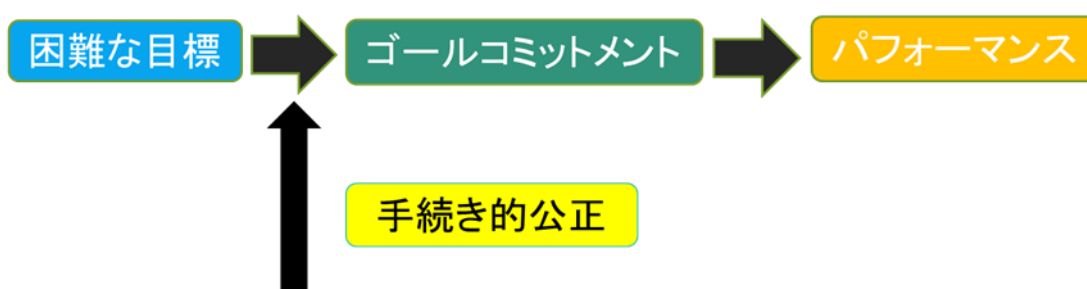 困難な目標
ゴールコミットメント
パフォーマンス
手続き的公正